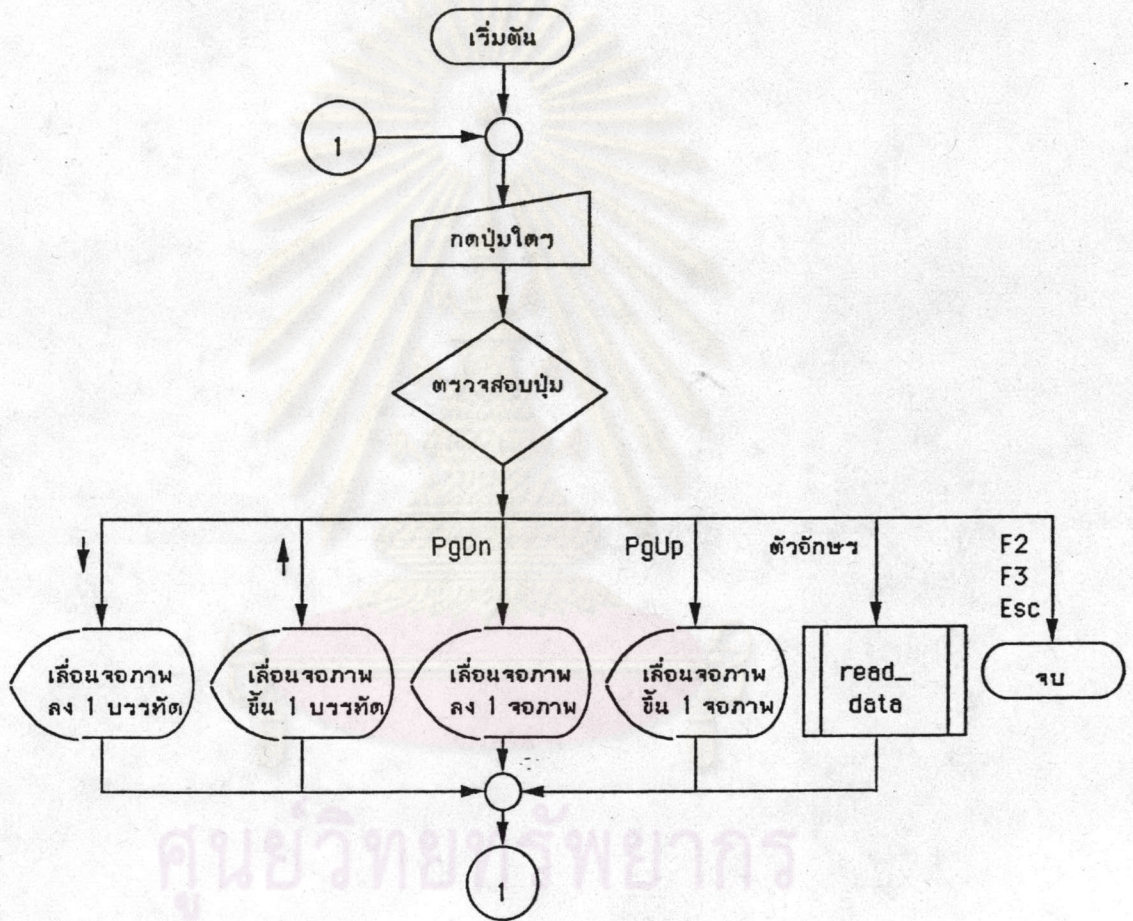 เริ่มต้น
1
กดปุ่มใดๆ
ตรวจสอบปุ่ม
PgDn
PgUp
ตัวอักษร
F2
F3
Esc
เลื่อนจอภาพ
ลง 1 บรรทัด
เลื่อนจอภาพ
ขึ้น 1 บรรทัด
เลื่อนจอภาพ
ลง 1 จอภาพ
เลื่อนจอภาพ
ขึ้น 1 จอภาพ
read_
data
จบ
1
ศูนย์วิทยทรัพยากร